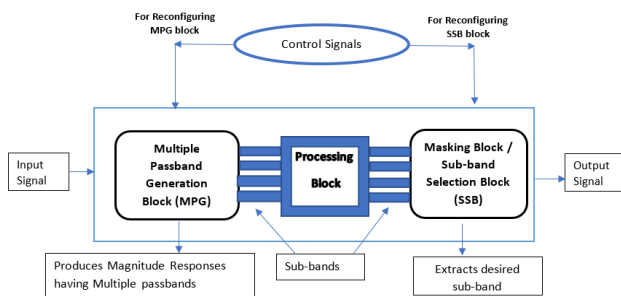 For Reconfiguring
MPG block
For Reconfiguring
SSB block
Control Signals
Input
Signal
Multiple
Passband
Generation
Block (MPG)
Processing
Block
Masking Block /
Sub-band
Selection Block
(SSB)
Output
Signal
Produces Magnitude Responses
having Multiple passbands
Sub-bands
Extracts desired
sub-band